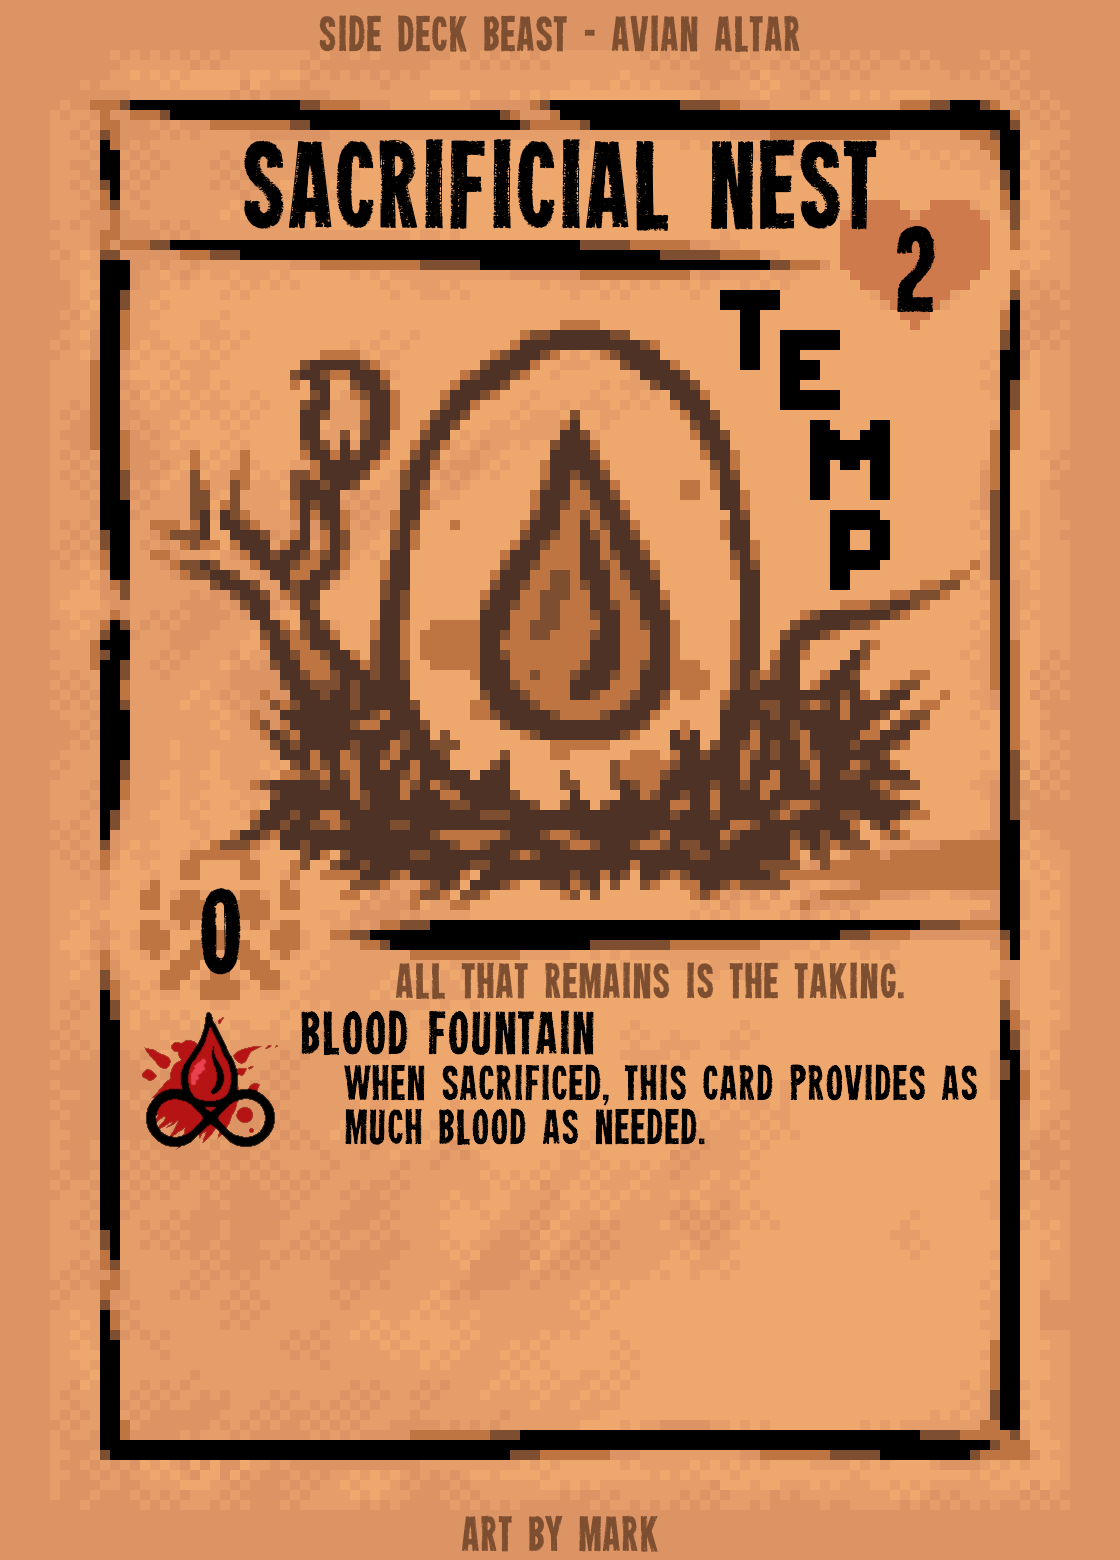 SIDE DECK BEAST - AVIAN ALTAR
SACRIFICIAL NEST
2
TEMP
0
ALL THAT REMAINS IS THE TAKING.
BLOOD FOUNTAIN
WHEN SACRIFICED, THIS CARD PROVIDES AS
MUCH BLOOD AS NEEDED.
ART BY MARK